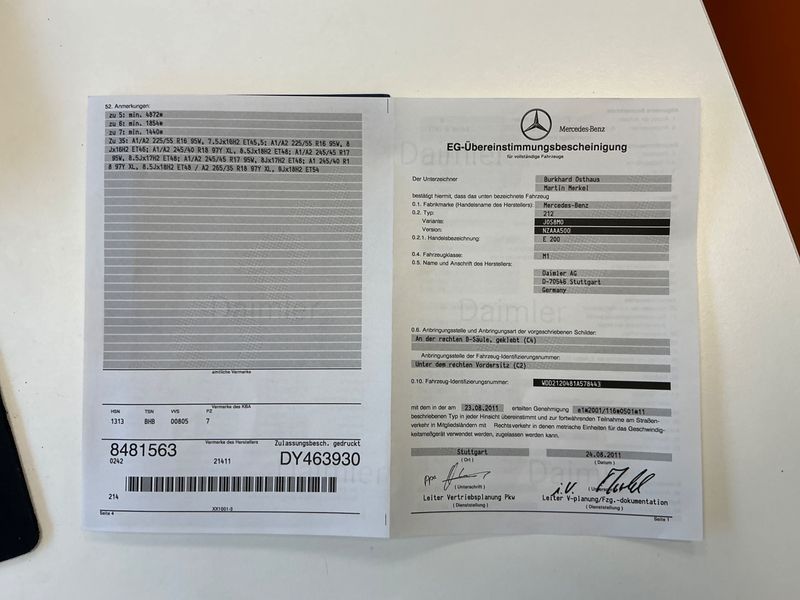 52. Anmerkungen:
zu 5: min. 4872*
zu 6: min. 1854*
zu 7: min. 1440*
Zu 35: A1/A2 225/55 R16 95W, 7.5Jx16H2 ET45,5; A1/A2 225/55 R16 95W, 8
Jx16H2 ET46; A1/A2 245/40 R18 97Y XL, 8.5Jx18H2 ET48; A1/A2 245/45 R17
95W, 8.5Jx17H2 ET48; A1/A2 245/45 R17 95W, 8Jx17H2 ET48; A1 245/40 R1
8 97Y XL, 8.5Jx18H2 ET48 / A2 265/35 R18 97Y XL, 9Jx18H2 ET54
Daimler
amtliche Vermerke
Vermerke des KBA
HSN TSN VVS PZ
1313 BHB 00805 7
8481563 Vermerke des Herstellers Zulassungsbesch. gedruckt
0242 21411 DY463930
214
XX1001-0
Seite 4
Mercedes-Benz
EG-Übereinstimmungsbescheinigung
für vollständige Fahrzeuge
Daimler
Der Unterzeichner Burkhard Osthaus
Martin Merkel
bestätigt hiermit, dass das unten bezeichnete Fahrzeug
0.1. Fabrikmarke (Handelsname des Herstellers): Mercedes-Benz
0.2. Typ: 212
Variante: J0S8M0
Version: NZAAA500
0.2.1. Handelsbezeichnung: E 200
0.4. Fahrzeugklasse: M1
0.5. Name und Anschrift des Herstellers:
Daimler AG
D-70546 Stuttgart
Germany
Daimler
0.6. Anbringungsstelle und Anbringungsart der vorgeschriebenen Schilder:
An der rechten B-Säule, geklebt (C4)
Anbringungsstelle der Fahrzeug-Identifizierungsnummer:
Unter dem rechten Vordersitz (C2)
0.10. Fahrzeug-Identifizierungsnummer: WDD2120481A578443
mit dem in der am 23.08.2011 erteilten Genehmigung e1*2001/116*0501*11
beschriebenen Typ in jeder Hinsicht übereinstimmt und zur fortwährenden Teilnahme am Straßen-
verkehr in Mitgliedsländern mit Rechtsverkehr in denen metrische Einheiten für das Geschwindig-
keitsmeßgerät verwendet werden, zugelassen werden kann.
Stuttgart 24.08.2011
( Ort ) ( Datum )
ppa. i.V.
( Unterschrift )
Leiter Vertriebsplanung Pkw Leiter V-planung/Fzg.-dokumentation
( Dienststellung ) ( Dienststellung )
Seite 1